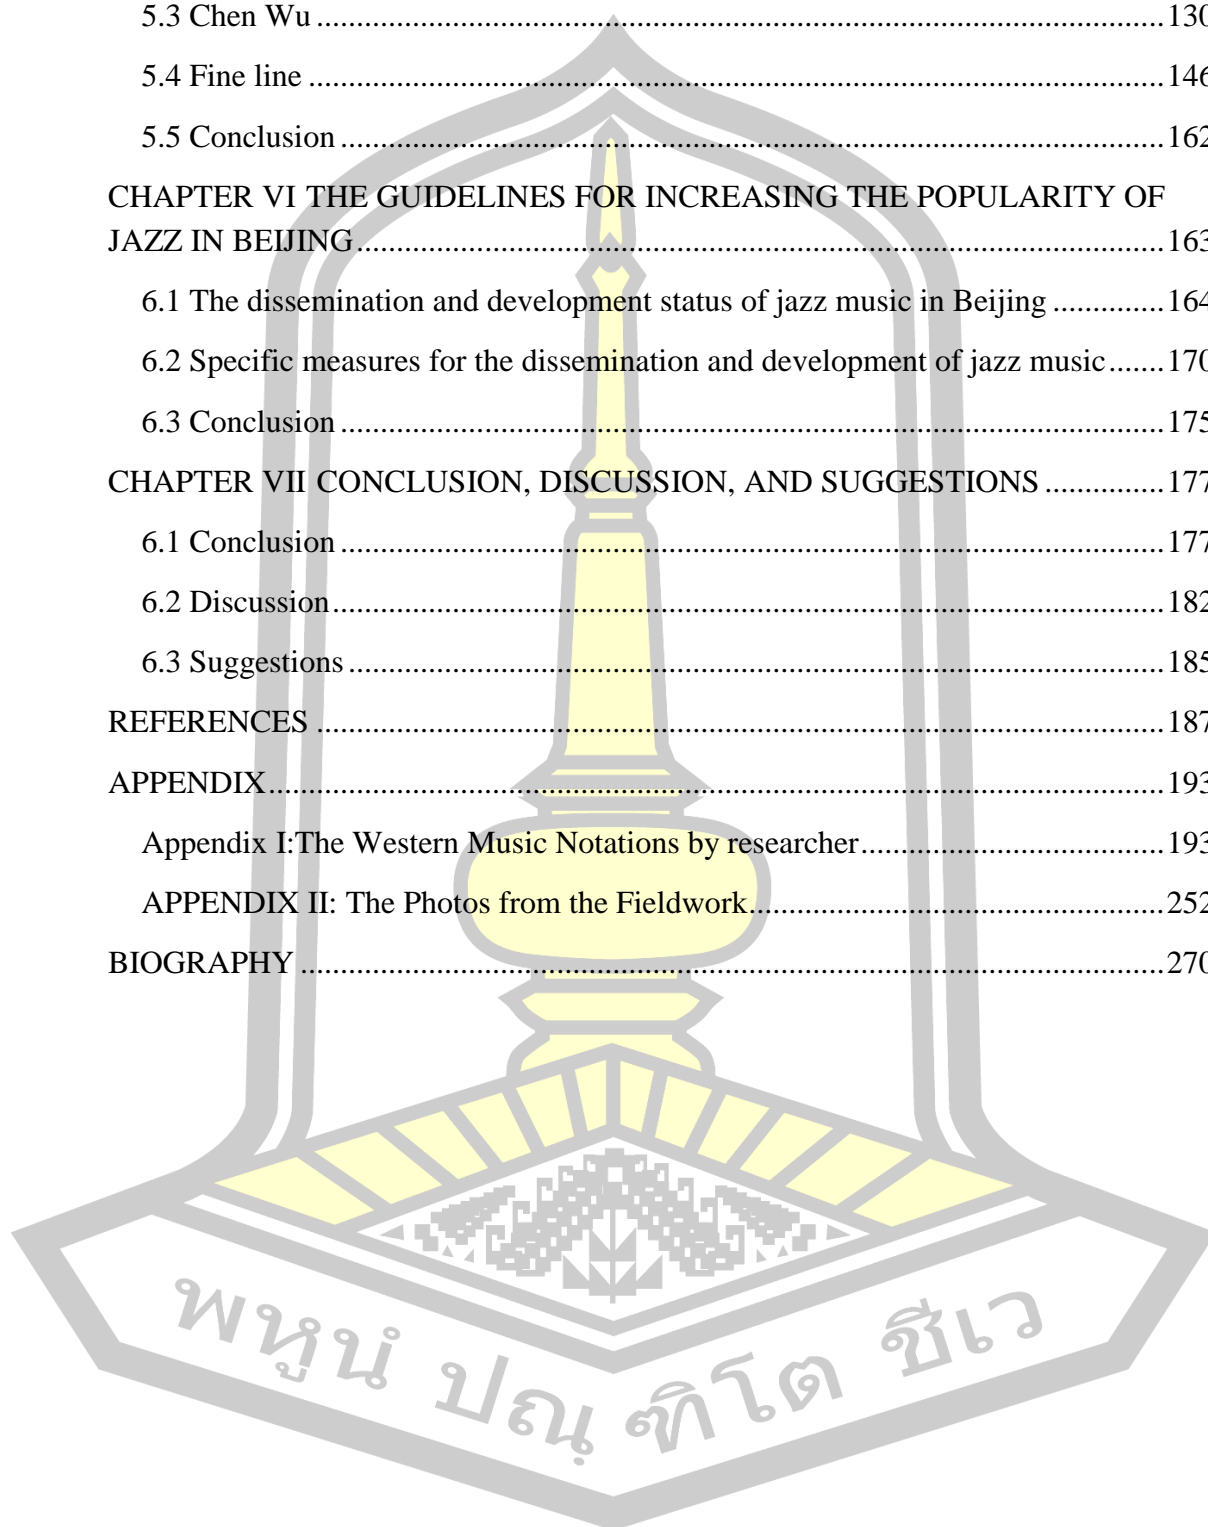 5.3 Chen Wu ........................................................................................................130
5.4 Fine line ..........................................................................................................146
5.5 Conclusion ......................................................................................................162
CHAPTER VI THE GUIDELINES FOR INCREASING THE POPULARITY OF
JAZZ IN BEIJING ..................................................................................................163
6.1 The dissemination and development status of jazz music in Beijing ..............164
6.2 Specific measures for the dissemination and development of jazz music.......170
6.3 Conclusion ......................................................................................................175
CHAPTER VII CONCLUSION, DISCUSSION, AND SUGGESTIONS ...............177
6.1 Conclusion ......................................................................................................177
6.2 Discussion.......................................................................................................182
6.3 Suggestions .....................................................................................................185
REFERENCES .......................................................................................................187
APPENDIX..............................................................................................................193
Appendix I:The Western Music Notations by researcher......................................193
APPENDIX II: The Photos from the Fieldwork....................................................252
BIOGRAPHY ..........................................................................................................270
พหูนํ ปณฺฑิโต ชีเว